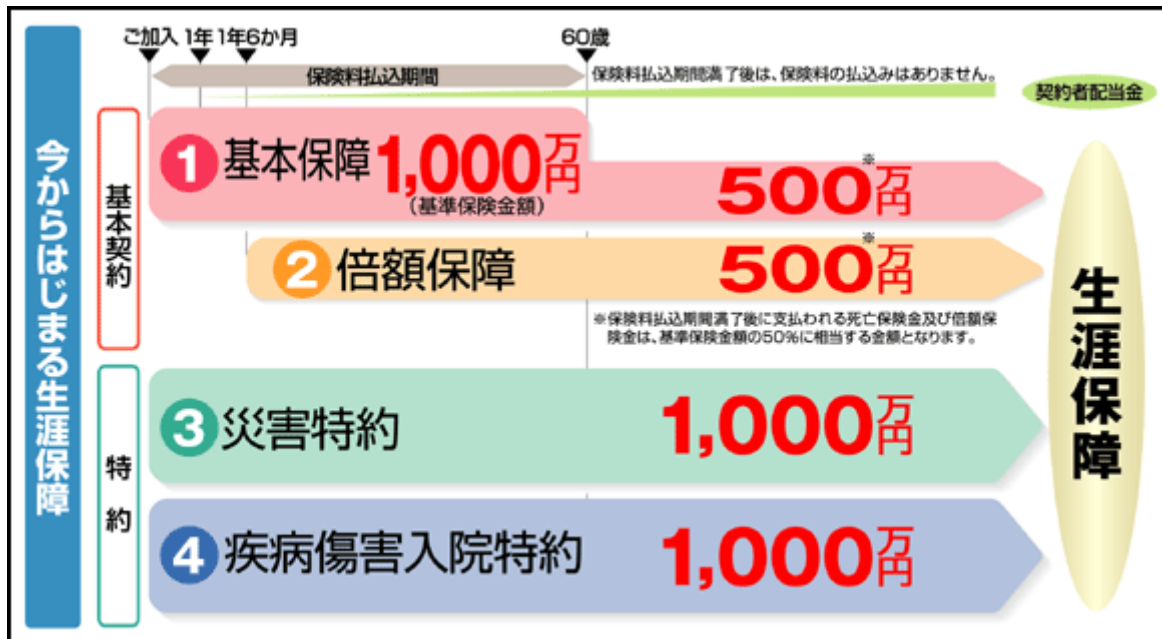 ご加入 1年 1年6か月 60歳
保険料払込期間
保険料払込期間満了後は、保険料の払込みはありません。
契約者配当金
今からはじまる生涯保障
基本契約
1 基本保障 1,000万円
(基準保険金額)
※
500万円
2 倍額保障
※
500万円
※保険料払込期間満了後に支払われる死亡保険金及び倍額保
険金は、基準保険金額の50%に相当する金額となります。
特約
3 災害特約 1,000万円
4 疾病傷害入院特約 1,000万円
生涯保障